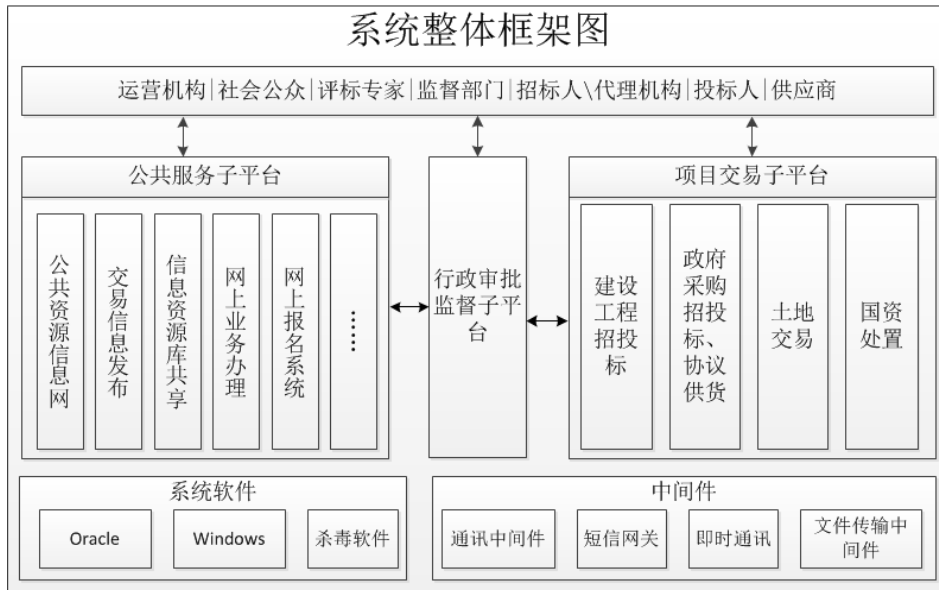 系统整体框架图
运营机构|社会公众|评标专家|监督部门|招标人\代理机构|投标人|供应商
公共服务子平台
公共资源信息网
交易信息发布
信息资源库共享
网上业务办理
网上报名系统
……
行政审批
监督子平
台
项目交易子平台
建设
工程
招投
标
政府
采购
招投
标、
协议
供货
土地
交易
国资
处置
系统软件
Oracle
Windows
杀毒软件
中间件
通讯中间件
短信网关
即时通讯
文件传输中
间件